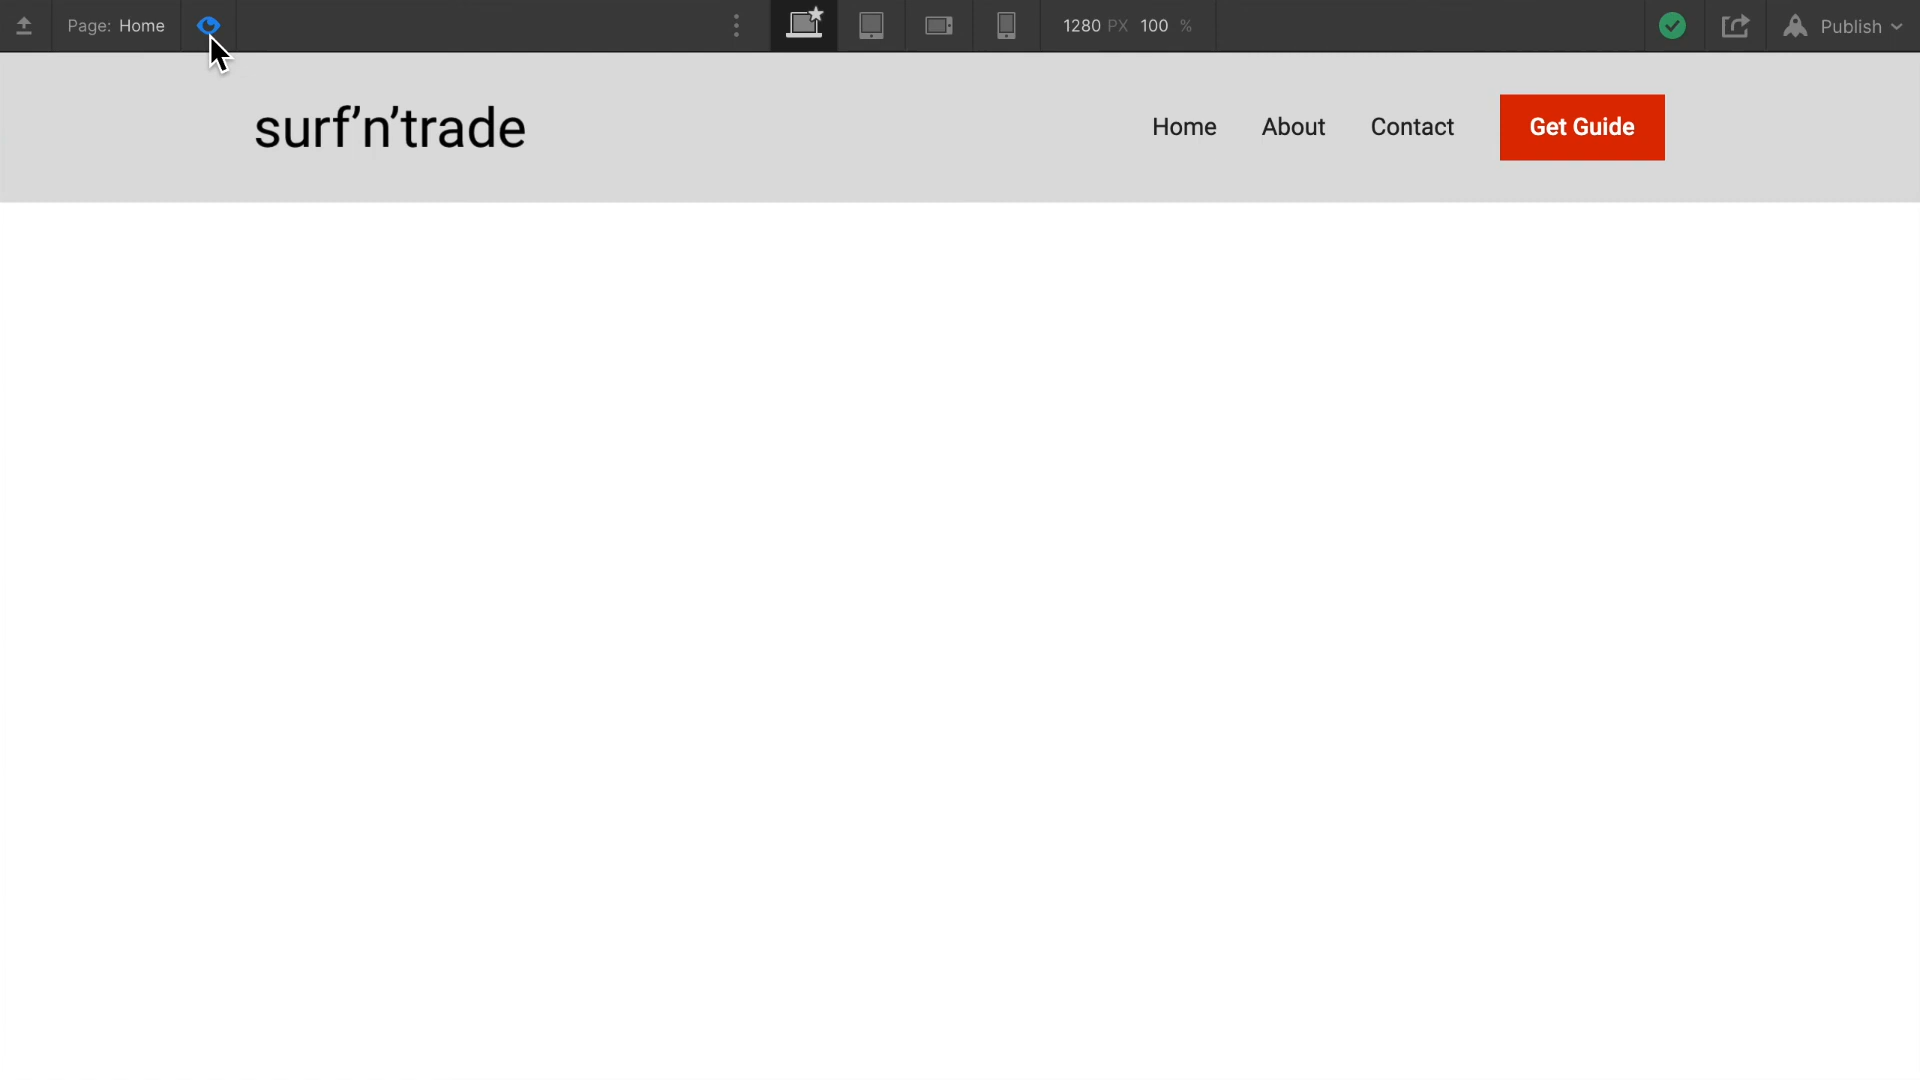 Page: Home
1280 PX 100 %
Publish
surf’n’trade
Home About Contact Get Guide